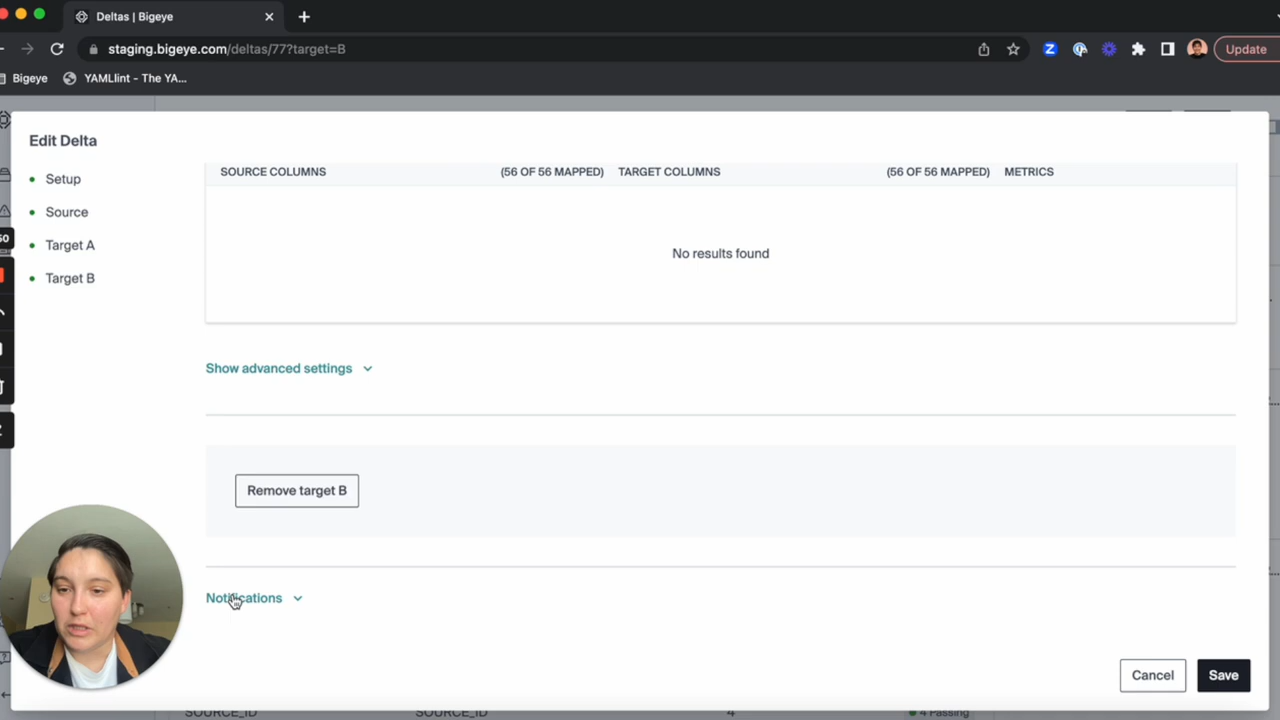 Deltas | Bigeye
staging.bigeye.com/deltas/77?target=B
Update
Bigeye
YAMLlint - The YA...
Edit Delta
Setup
Source
Target A
Target B
SOURCE COLUMNS (56 OF 56 MAPPED) TARGET COLUMNS (56 OF 56 MAPPED) METRICS
No results found
Show advanced settings
Remove target B
Notifications
Cancel
Save
SOURCE_ID SOURCE_ID 4 4 Passing